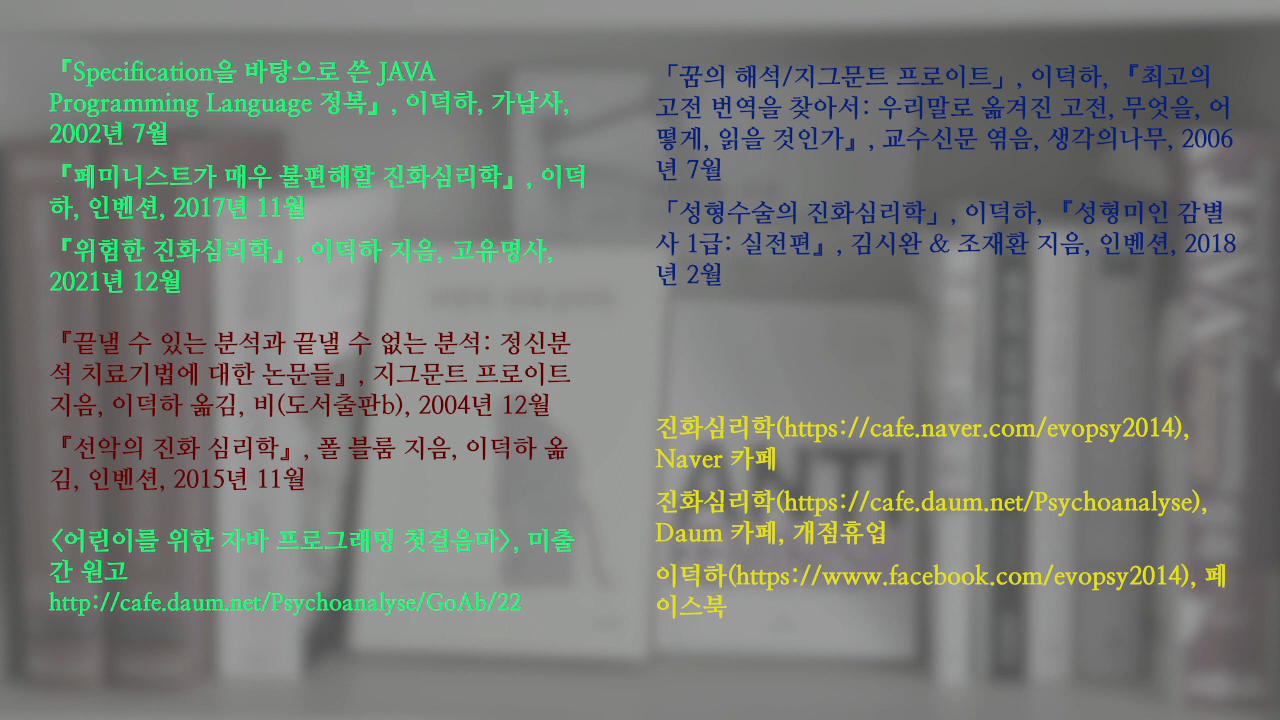 『Specification을 바탕으로 쓴 JAVA
Programming Language 정복』, 이덕하, 가남사,
2002년 7월
『페미니스트가 매우 불편해할 진화심리학』, 이덕
하, 인벤션, 2017년 11월
『위험한 진화심리학』, 이덕하 지음, 고유명사,
2021년 12월
『끝낼 수 있는 분석과 끝낼 수 없는 분석: 정신분
석 치료기법에 대한 논문들』, 지그문트 프로이트
지음, 이덕하 옮김, 비(도서출판b), 2004년 12월
『선악의 진화 심리학』, 폴 블룸 지음, 이덕하 옮
김, 인벤션, 2015년 11월
<어린이를 위한 자바 프로그래밍 첫걸음마>, 미출
간 원고
http://cafe.daum.net/Psychoanalyse/GoAb/22
「꿈의 해석/지그문트 프로이트」, 이덕하, 『최고의
고전 번역을 찾아서: 우리말로 옮겨진 고전, 무엇을, 어
떻게, 읽을 것인가』, 교수신문 엮음, 생각의나무, 2006
년 7월
「성형수술의 진화심리학」, 이덕하, 『성형미인 감별
사 1급: 실전편』, 김시완 & 조재환 지음, 인벤션, 2018
년 2월
진화심리학(https://cafe.naver.com/evopsy2014),
Naver 카페
진화심리학(https://cafe.daum.net/Psychoanalyse),
Daum 카페, 개점휴업
이덕하(https://www.facebook.com/evopsy2014), 페
이스북